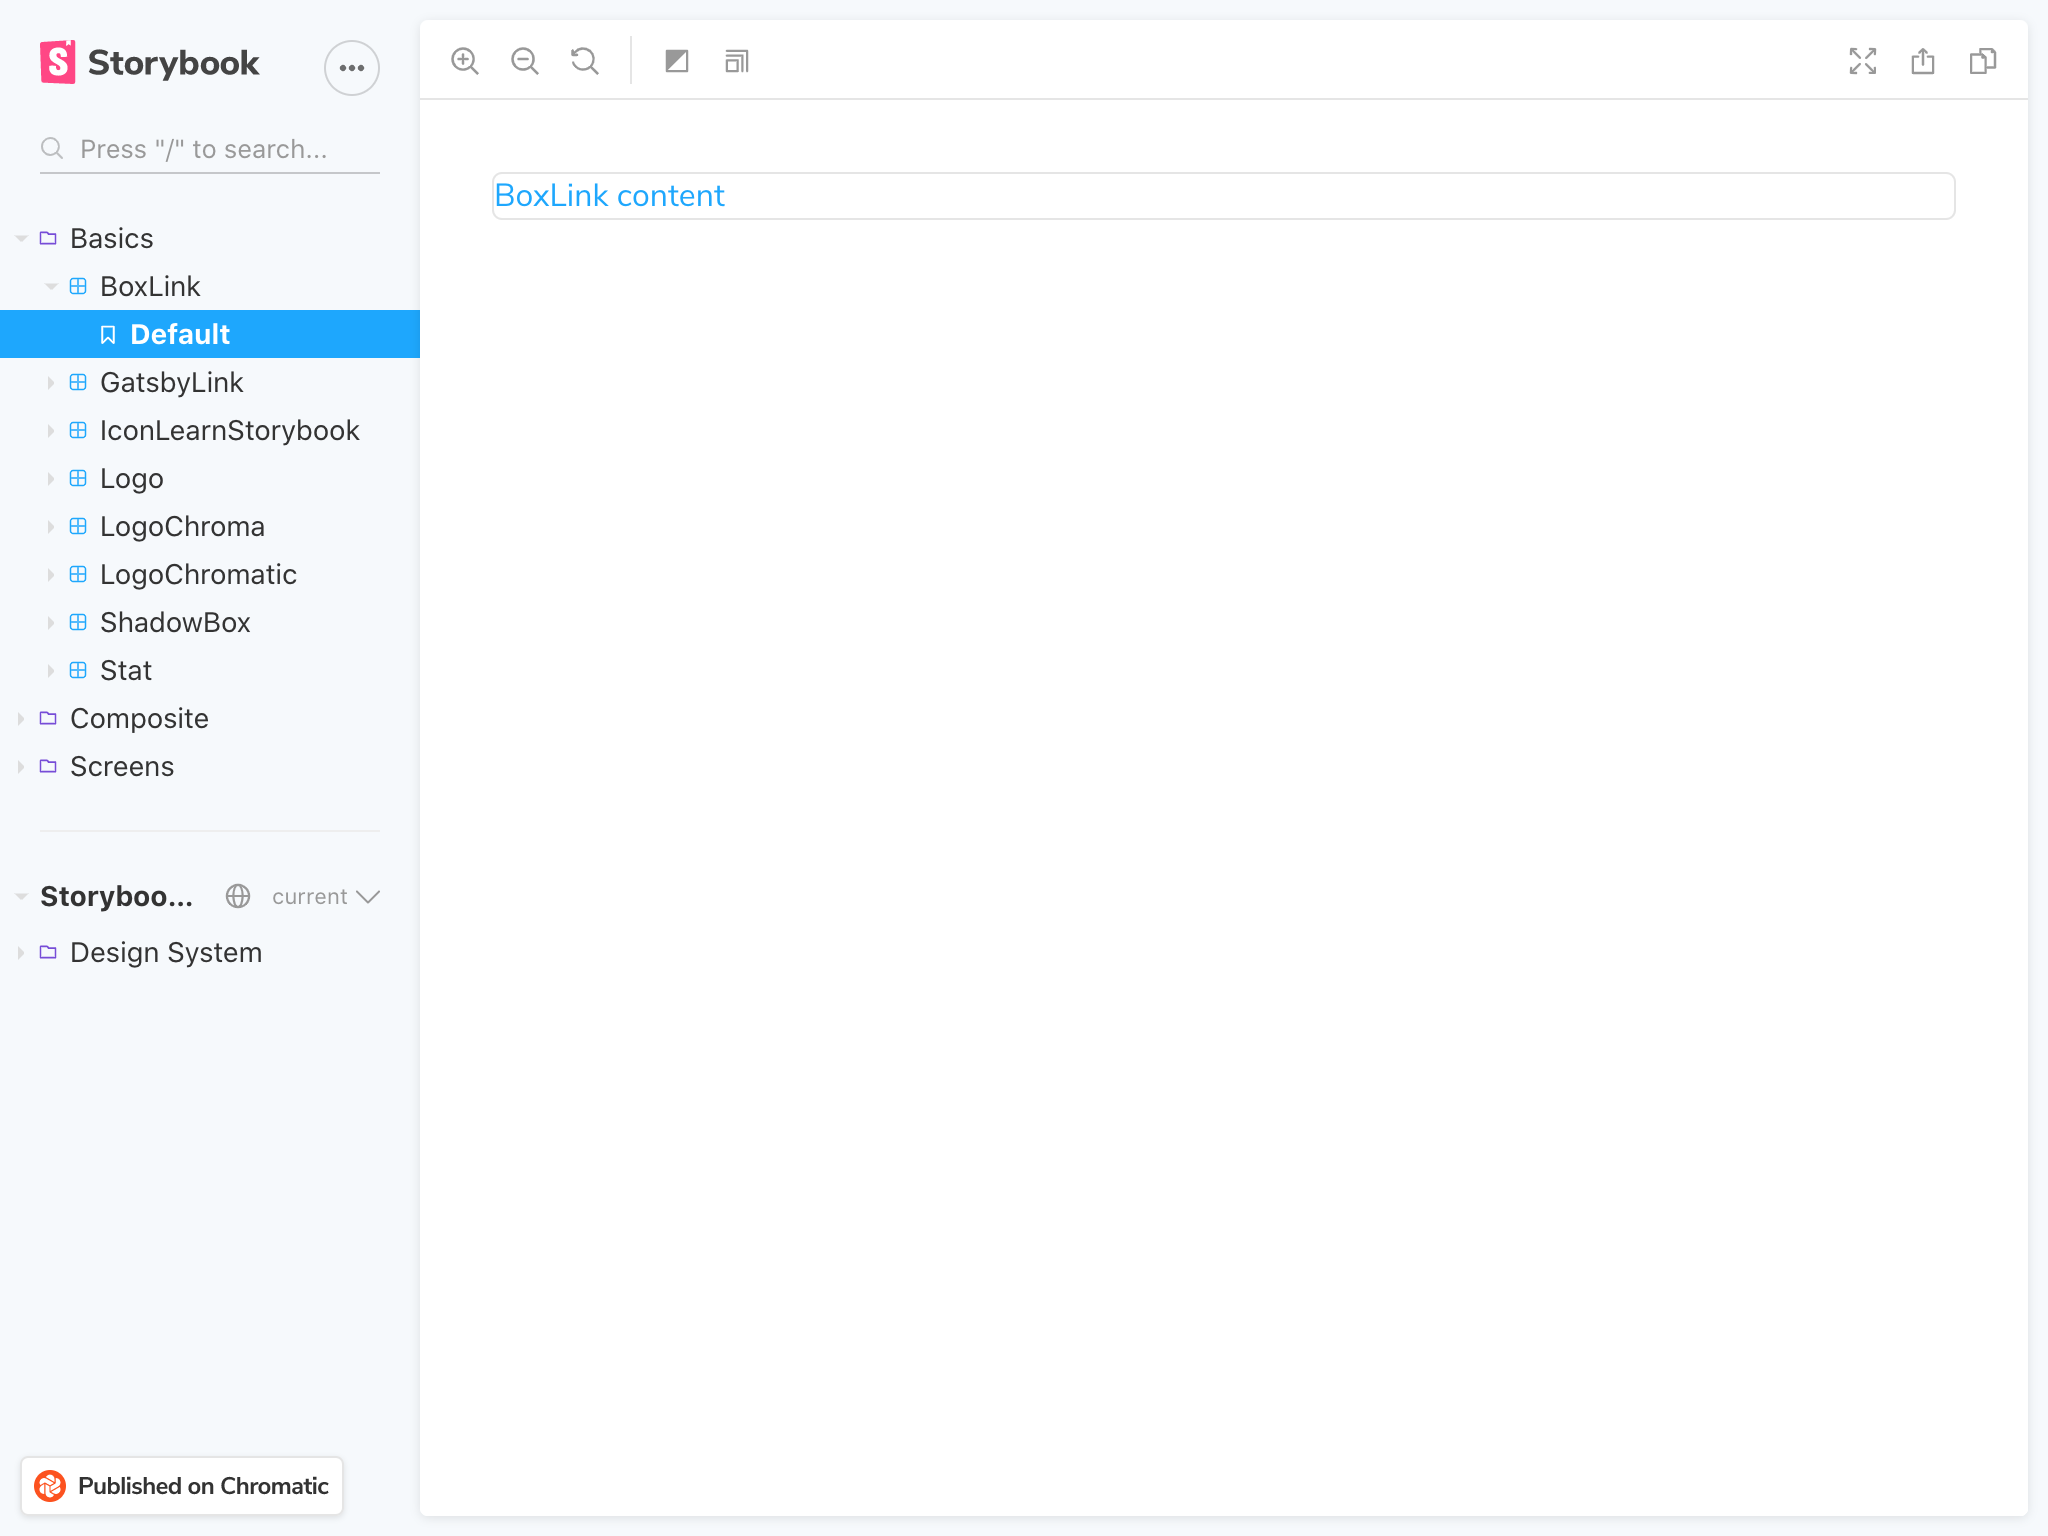 Storybook
Press "/" to search...
Basics
BoxLink
Default
GatsbyLink
IconLearnStorybook
Logo
LogoChroma
LogoChromatic
ShadowBox
Stat
Composite
Screens
Storyboo...
current
Design System
Published on Chromatic
BoxLink content